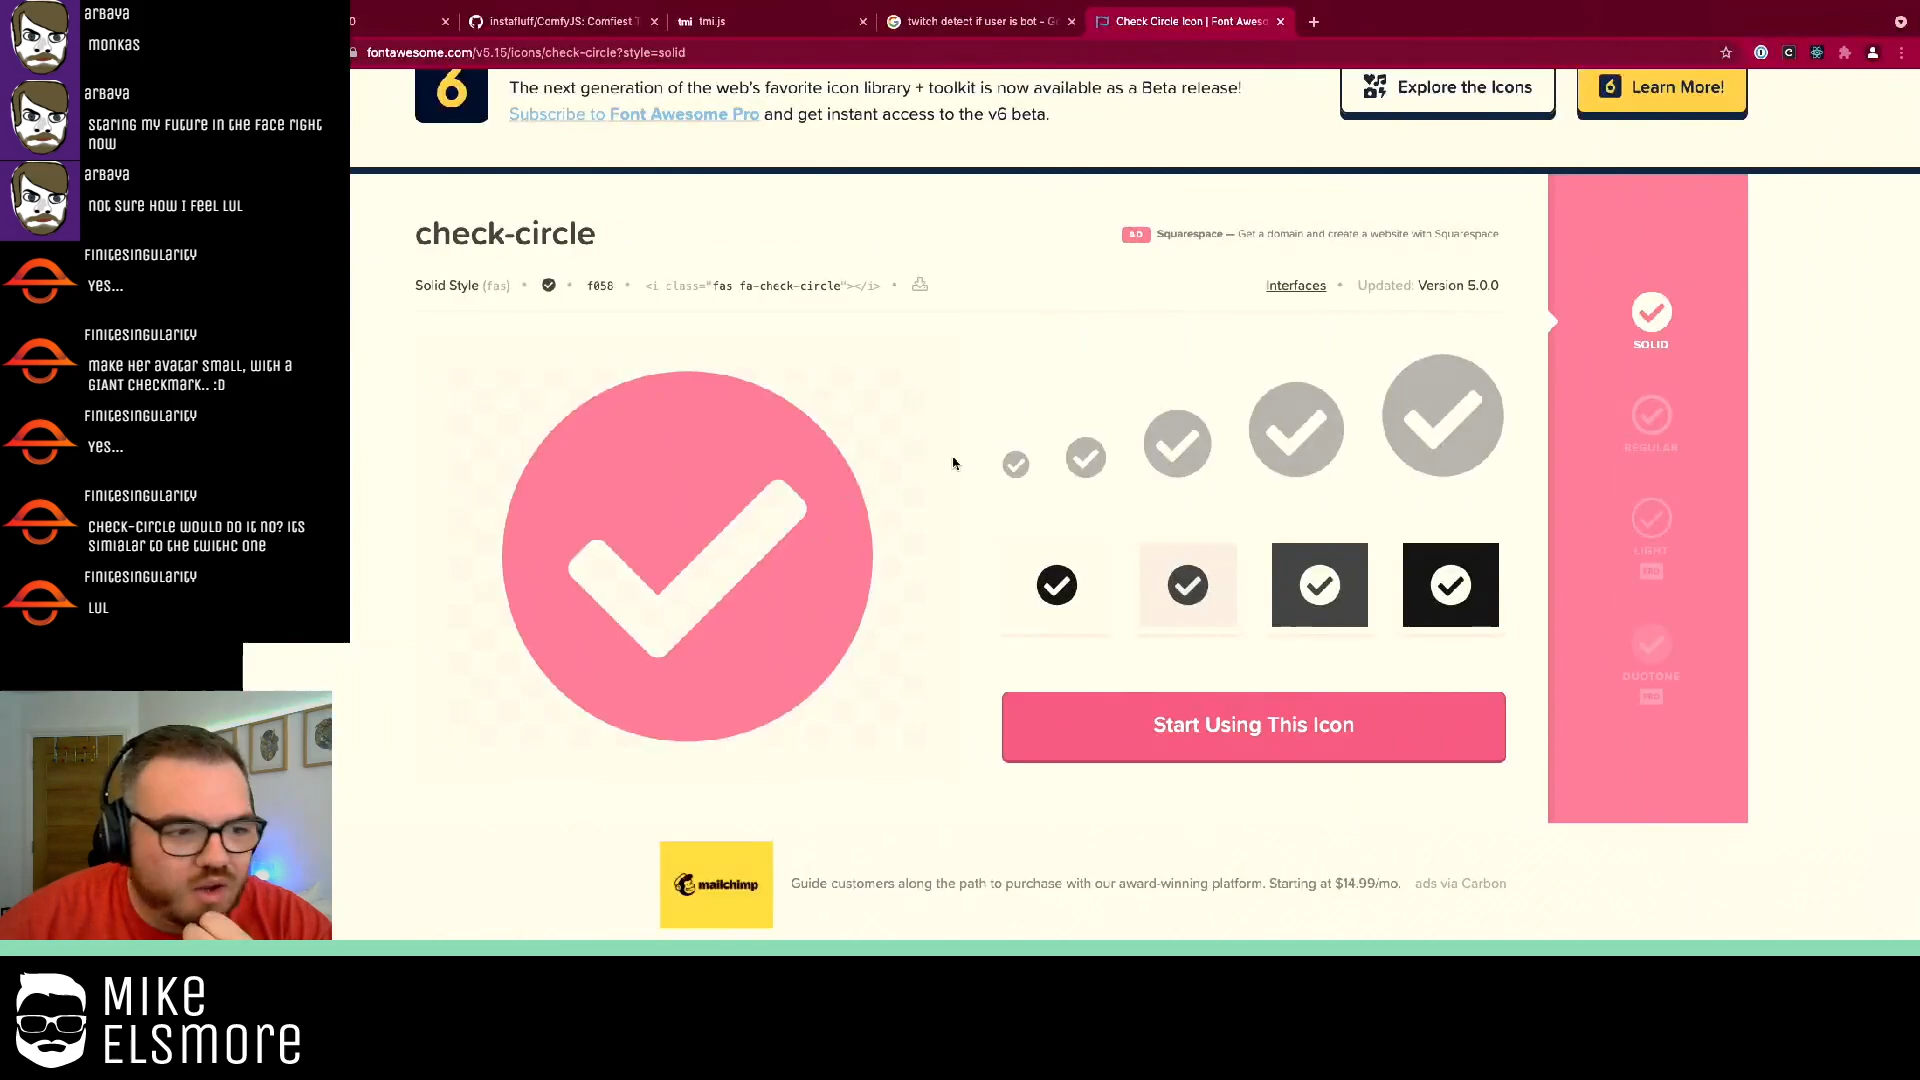 arbaya
monkas
arbaya
staring my future in the face right
now
arbaya
not sure how i feel LUL
finitesingularity
Yes...
finitesingularity
make her avatar small, with a
GIANT checkmark.. :D
finitesingularity
Yes...
finitesingularity
check-circle would do it no? its
simialar to the twithc one
finitesingularity
LUL
instafluff/ComfyJS: Comfiest T
tmi tmi.js
twitch detect if user is bot - Go
Check Circle Icon | Font Aweso
fontawesome.com/v5.15/icons/check-circle?style=solid
6
The next generation of the web's favorite icon library + toolkit is now available as a Beta release!
Subscribe to Font Awesome Pro and get instant access to the v6 beta.
Explore the Icons
6 Learn More!
check-circle
AD Squarespace — Get a domain and create a website with Squarespace
Solid Style (fas) • • f058 • <i class="fas fa-check-circle"></i> •
Interfaces • Updated: Version 5.0.0
SOLID
REGULAR
LIGHT
PRO
DUOTONE
PRO
Start Using This Icon
mailchimp
Guide customers along the path to purchase with our award-winning platform. Starting at $14.99/mo. ads via Carbon
MIKE
ELSMORE